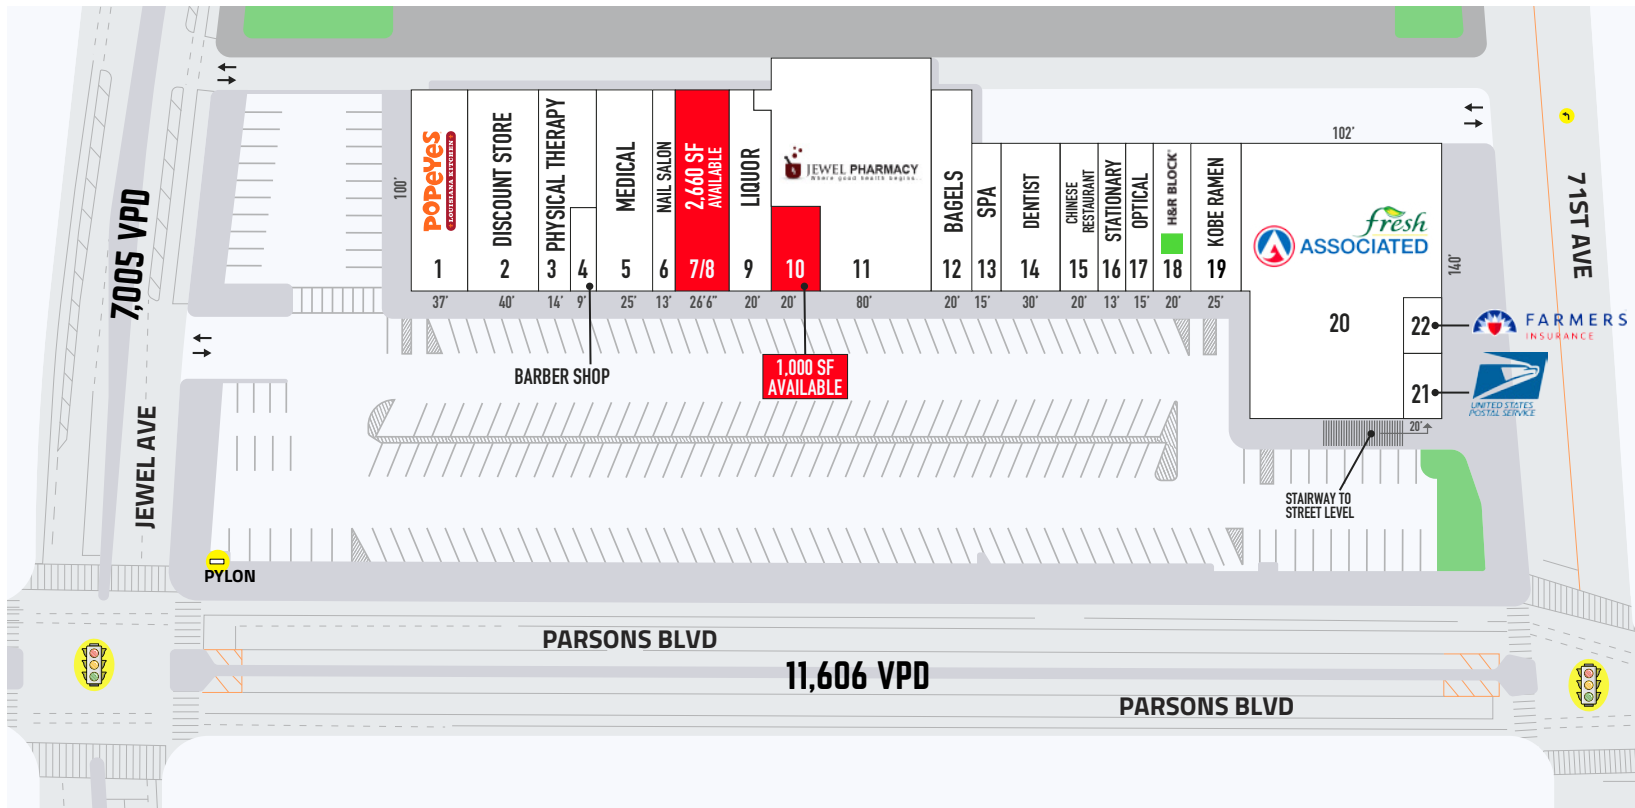 7,005 VPD
JEWEL AVE
PYLON
100'
POPEYES
LOUISIANA KITCHEN
1
37'
DISCOUNT STORE
2
40'
PHYSICAL THERAPY
3
14'
4
9'
BARBER SHOP
MEDICAL
5
25'
NAIL SALON
6
13'
2,660 SF
AVAILABLE
7/8
26'6"
LIQUOR
9
20'
10
20'
1,000 SF
AVAILABLE
JEWEL PHARMACY
Where good health begins...
11
80'
BAGELS
12
20'
SPA
13
15'
DENTIST
14
30'
CHINESE
RESTAURANT
15
20'
STATIONARY
16
13'
OPTICAL
17
15'
H&R BLOCK
18
20'
KOBE RAMEN
19
25'
102'
fresh
ASSOCIATED
20
140'
22
FARMERS
INSURANCE
21
UNITED STATES
POSTAL SERVICE
20'
STAIRWAY TO
STREET LEVEL
71ST AVE
PARSONS BLVD
11,606 VPD
PARSONS BLVD